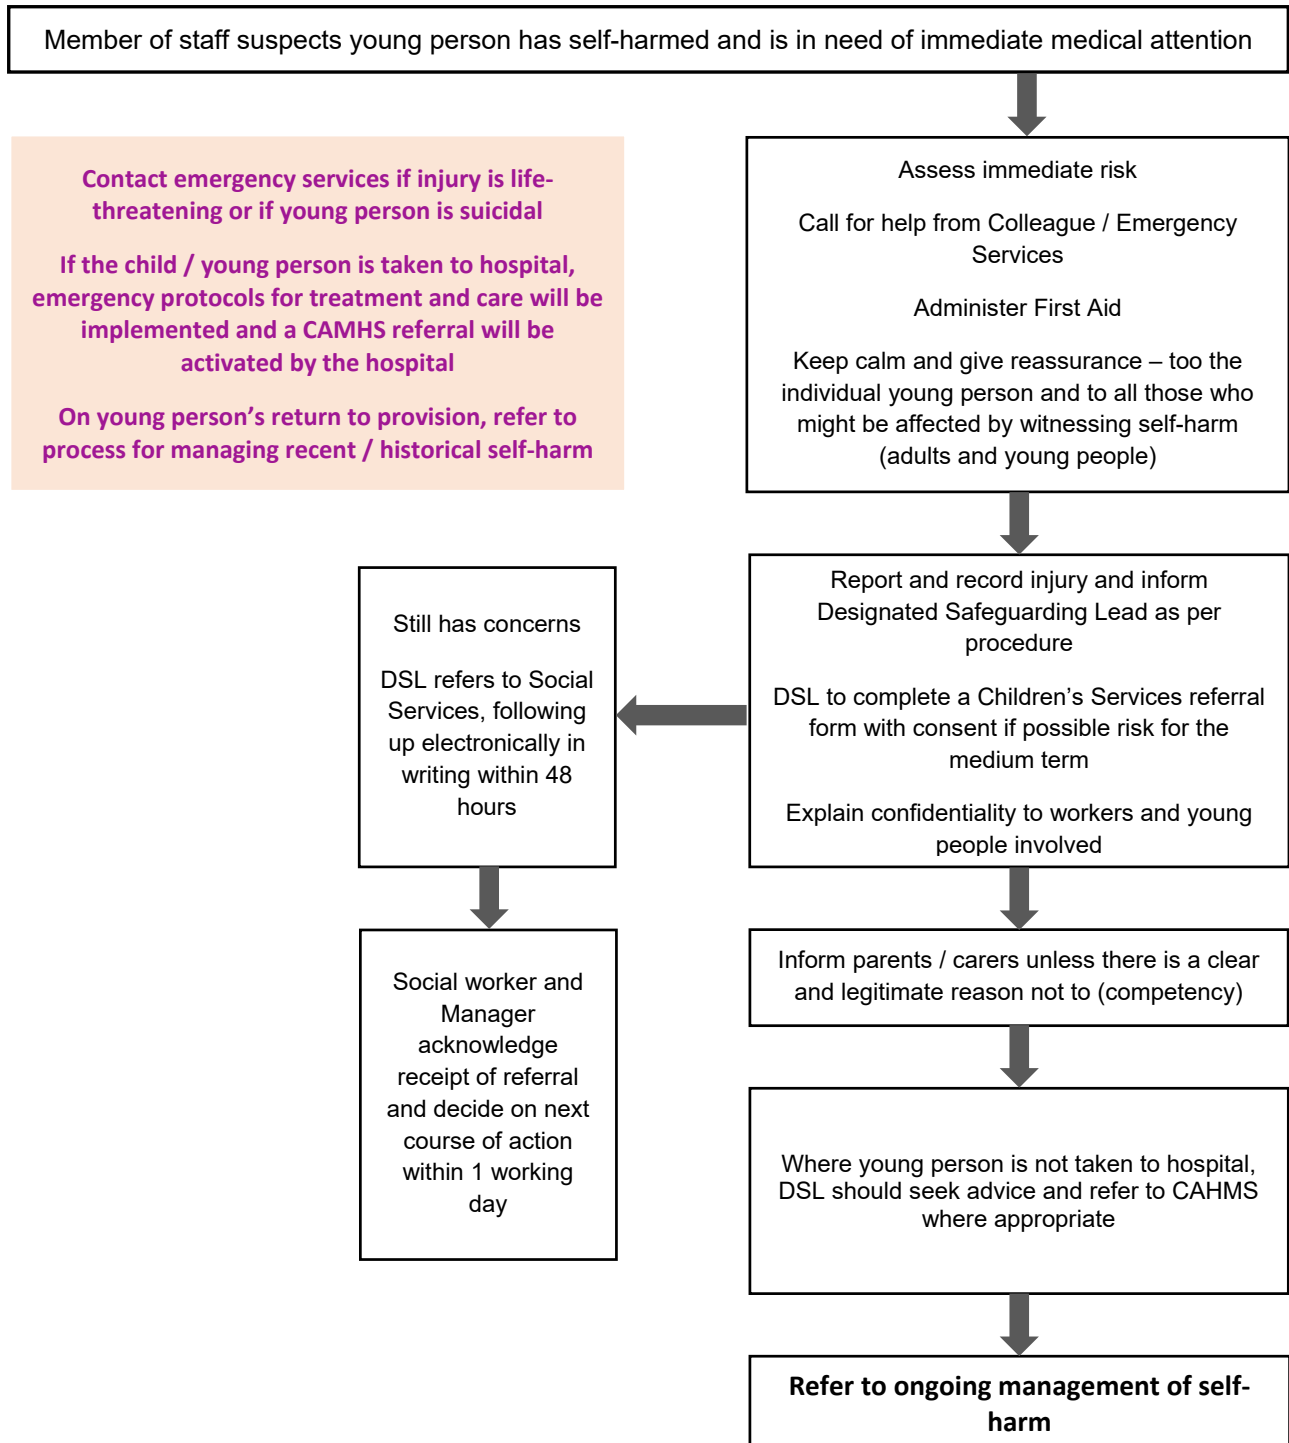 Member of staff suspects young person has self-harmed and is in need of immediate medical attention
Contact emergency services if injury is life-
threatening or if young person is suicidal
If the child / young person is taken to hospital,
emergency protocols for treatment and care will be
implemented and a CAMHS referral will be
activated by the hospital
On young person’s return to provision, refer to
process for managing recent / historical self-harm
Assess immediate risk
Call for help from Colleague / Emergency
Services
Administer First Aid
Keep calm and give reassurance – too the
individual young person and to all those who
might be affected by witnessing self-harm
(adults and young people)
Report and record injury and inform
Designated Safeguarding Lead as per
procedure
DSL to complete a Children’s Services referral
form with consent if possible risk for the
medium term
Explain confidentiality to workers and young
people involved
Still has concerns
DSL refers to Social
Services, following
up electronically in
writing within 48
hours
Social worker and
Manager
acknowledge
receipt of referral
and decide on next
course of action
within 1 working
day
Inform parents / carers unless there is a clear
and legitimate reason not to (competency)
Where young person is not taken to hospital,
DSL should seek advice and refer to CAHMS
where appropriate
Refer to ongoing management of self-
harm